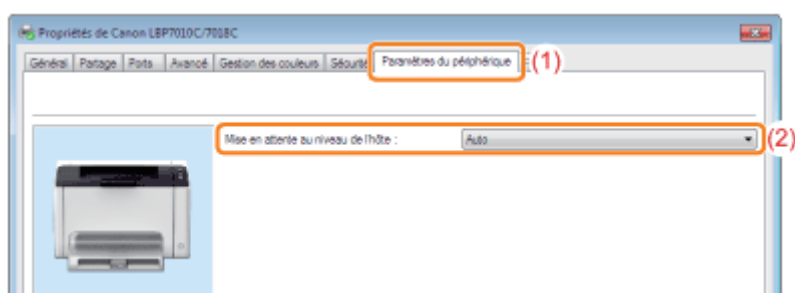 Propriétés de Canon LBP7010C/7018C
Général Partage Ports Avancé Gestion des couleurs Sécurité Paramètres du périphérique (1)
Mise en attente au niveau de l'hôte : Auto (2)